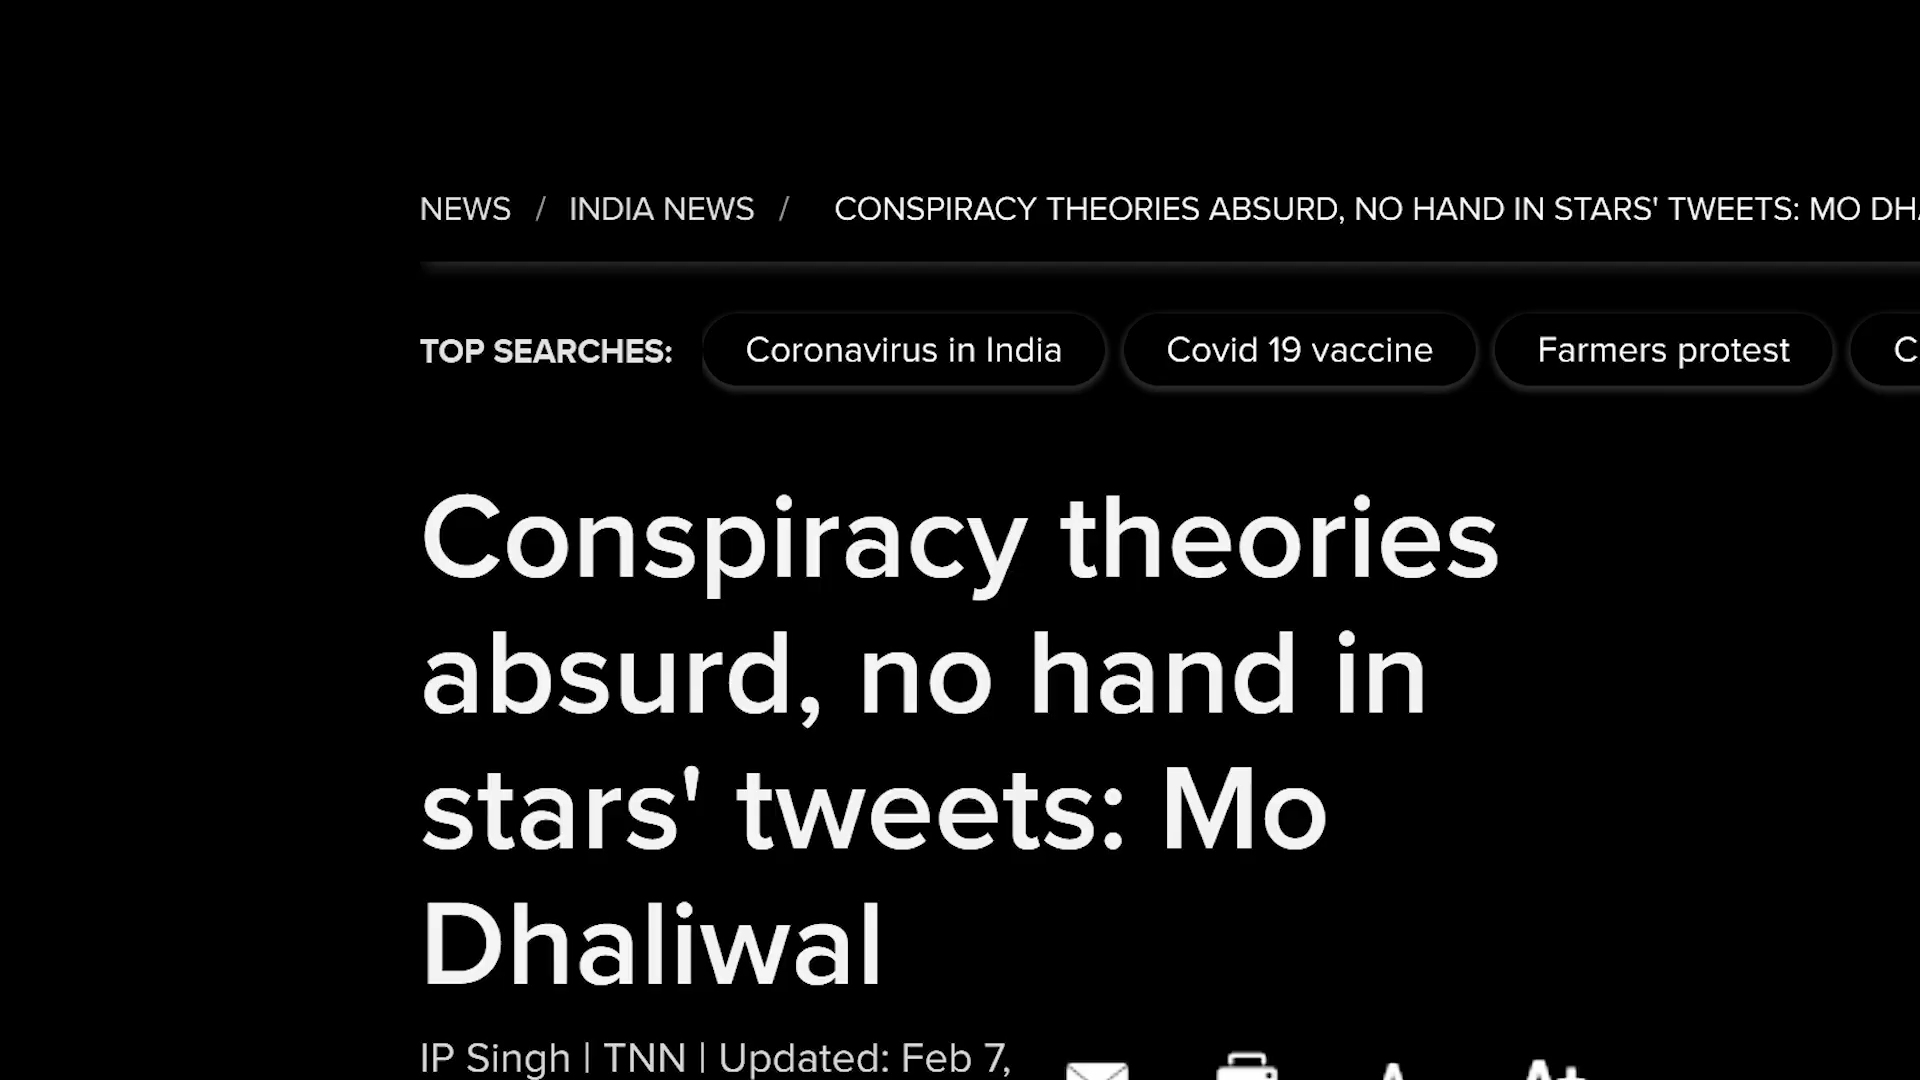 NEWS / INDIA NEWS / CONSPIRACY THEORIES ABSURD, NO HAND IN STARS' TWEETS: MO
TOP SEARCHES: Coronavirus in India Covid 19 vaccine Farmers protest
Conspiracy theories
absurd, no hand in
stars' tweets: Mo
Dhaliwal
IP Singh | TNN | Updated: Feb 7,